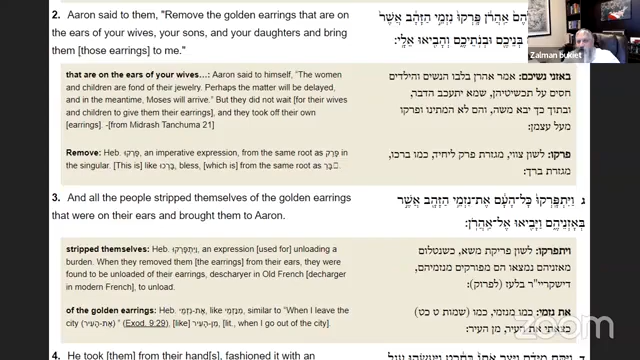 2. Aaron said to them, "Remove the golden earrings that are on
the ears of your wives, your sons, and your daughters and bring
them [those earrings] to me."
הֶם אַהֲרֹן פָּרְקוּ נִזְמֵי הַזָּהָב אֲשֶׁר
בְּנֵיכֶם וּבְנֹתֵיכֶם וְהָבִיאוּ אֵלָי:
Zalman bukiet
that are on the ears of your wives…: Aaron said to himself, "The women
and children are fond of their jewelry. Perhaps the matter will be delayed,
and in the meantime, Moses will arrive." But they did not wait [for their wives
and children to give them their earrings], and they took off their own
[earrings]. -[from Midrash Tanchuma 21]
באזני נשיכם: אמר אהרן בלבו הנשים והילדים
חסים על תכשיטיהן, שמא יתעכב הדבר,
ובתוך כך יבא משה, והם לא המתינו ופרקו
מעל עצמן:
Remove: Heb. פָּרְקוּ, an imperative expression, from the same root as פָּרֵק in
the singular. [This is] like בָּרְכוּ, bless, [which is] from the same root as בָּרֵךְ.
פרקו: לשון צווי, מגזרת פרק ליחיד, כמו ברכו,
מגזרת ברך:
3. And all the people stripped themselves of the golden earrings
that were on their ears and brought them to Aaron.
ג וַיִּתְפָּרְקוּ כָּל־הָעָם אֶת־נִזְמֵי הַזָּהָב אֲשֶׁר
בְּאָזְנֵיהֶם וַיָּבִיאוּ אֶל־אַהֲרֹן:
stripped themselves: Heb. וַיִּתְפָּרְקוּ, an expression [used for] unloading a
burden. When they removed them [the earrings] from their ears, they
were found to be unloaded of their earrings, descharyer in Old French [decharger
in modern French], to unload.
ויתפרקו: לשון פריקת משא, כשנטלום
מאזניהם נמצאו הם מפורקים מנזמיהם,
דישקריי"ר בלעז (לפרוק):
of the golden earrings: Heb. אֶת-נִזְמֵי, like מִנִּזְמֵי, similar to "When I leave the
city (אֶת-הָעִיר)" (Exod. 9:29), [like] מִן-הָעִיר [lit., when I go out of the city].
את נזמי: כמו מנזמי, כמו (שמות ט כט)
כצאתי את העיר, מן העיר:
zoom
4. He took [them] from their hand[s], fashioned it with an
ד וַיִּקַּח מִיָּדָם וַיָּצַר אֹתוֹ בַּחֶרֶט וַיַּעֲשֵׂהוּ עֵגֶל